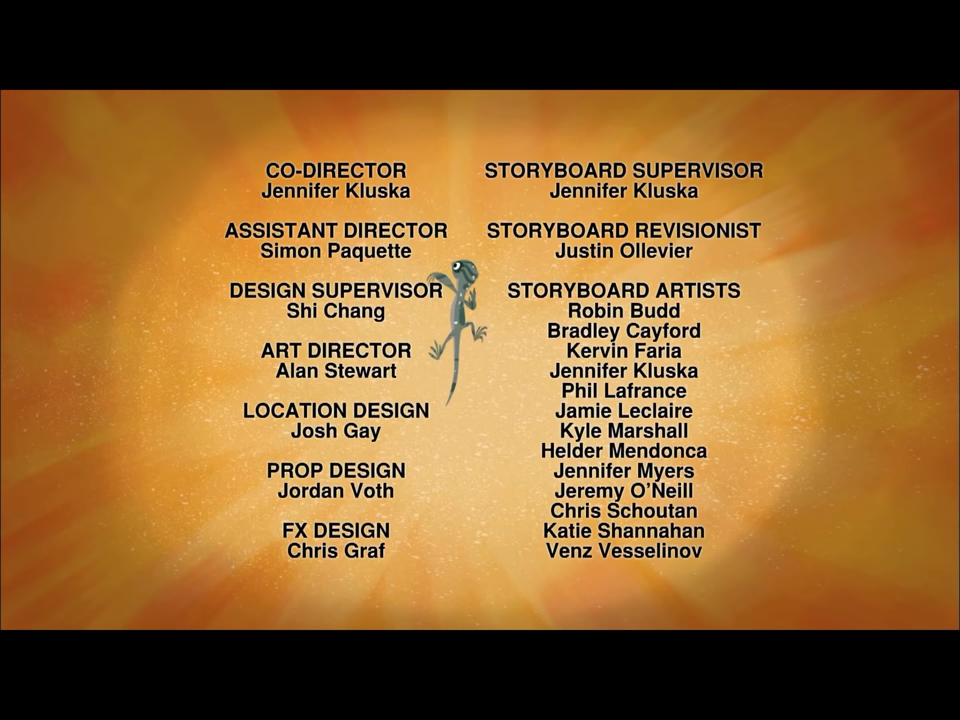 CO-DIRECTOR
Jennifer Kluska
ASSISTANT DIRECTOR
Simon Paquette
DESIGN SUPERVISOR
Shi Chang
ART DIRECTOR
Alan Stewart
LOCATION DESIGN
Josh Gay
PROP DESIGN
Jordan Voth
FX DESIGN
Chris Graf
STORYBOARD SUPERVISOR
Jennifer Kluska
STORYBOARD REVISIONIST
Justin Ollevier
STORYBOARD ARTISTS
Robin Budd
Bradley Cayford
Kervin Faria
Jennifer Kluska
Phil Lafrance
Jamie Leclaire
Kyle Marshall
Helder Mendonca
Jennifer Myers
Jeremy O’Neill
Chris Schoutan
Katie Shannahan
Venz Vesselinov